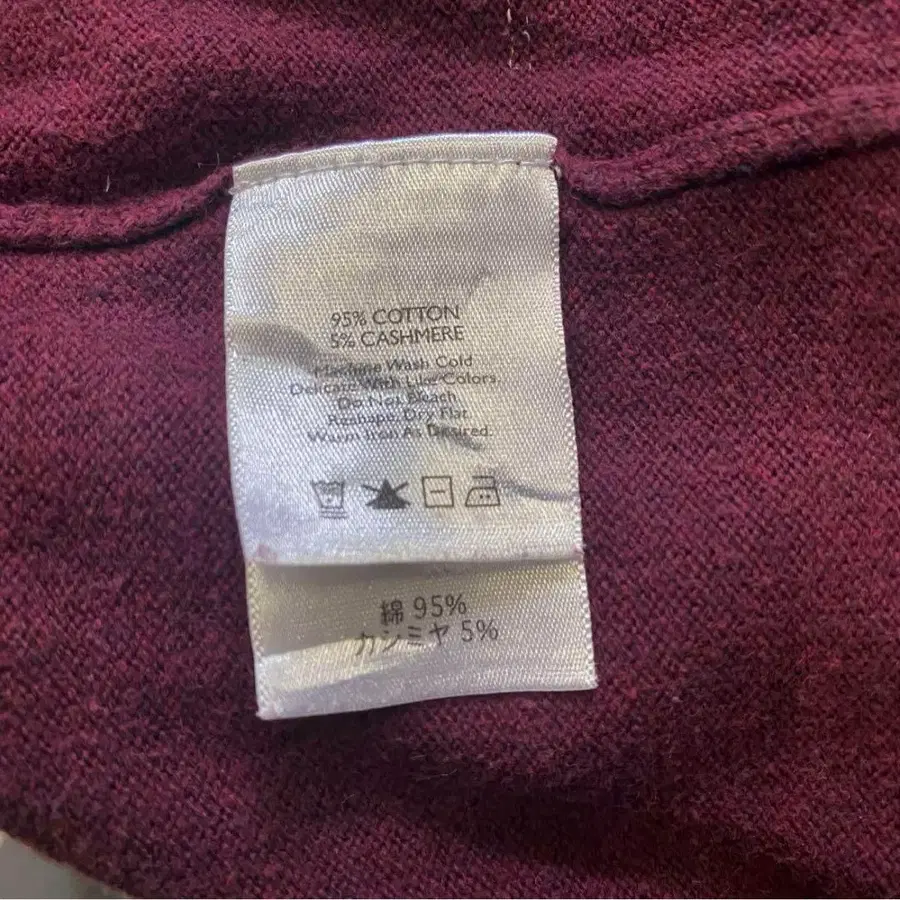 95% COTTON
5% CASHMERE
Machine Wash Cold
Delicate With Like Colors.
Do Not Bleach
Reshape, Dry Flat
Warm Iron As Desired.
綿 95%
カシミヤ 5%